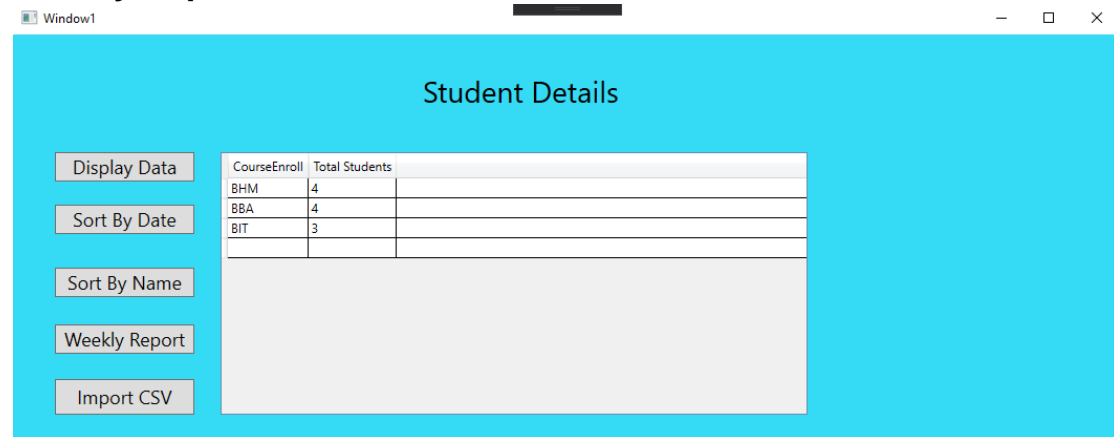 Window1
Student Details
Display Data
Sort By Date
Sort By Name
Weekly Report
Import CSV
CourseEnroll Total Students
BHM 4
BBA 4
BIT 3